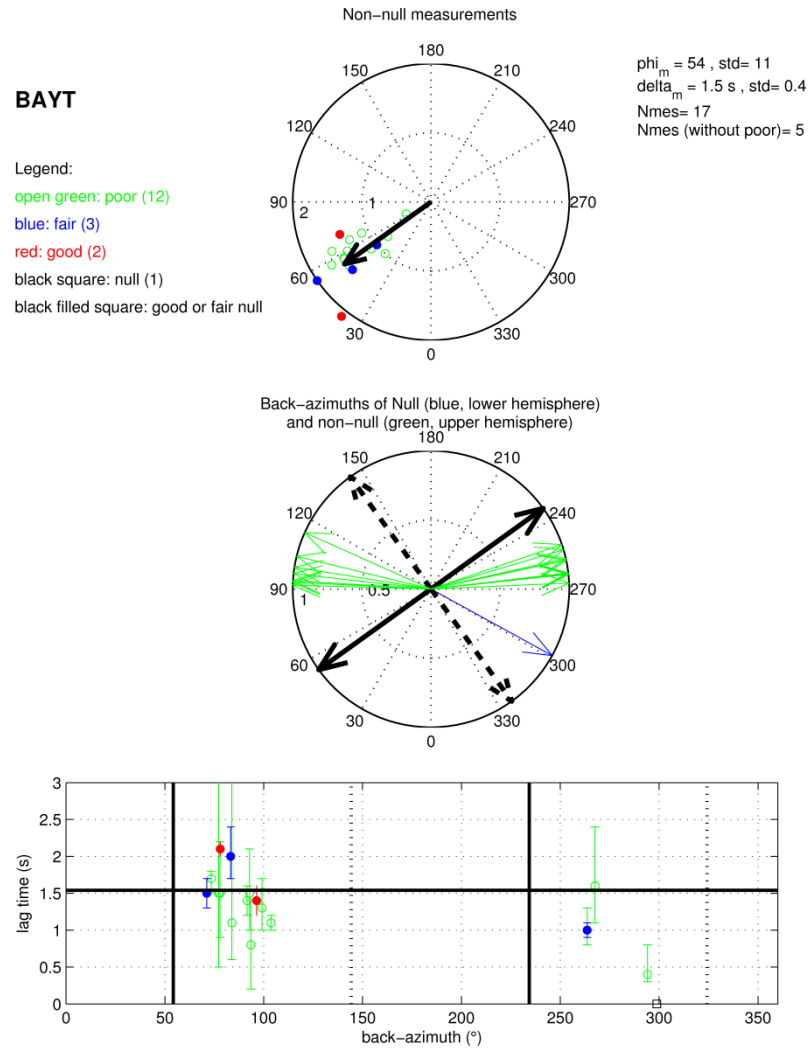 Non−null measurements
BAYT
Legend:
open green: poor (12)
blue: fair (3)
red: good (2)
black square: null (1)
black filled square: good or fair null
phi_m = 54 , std= 11
delta_m = 1.5 s , std= 0.4
Nmes= 17
Nmes (without poor)= 5
180
150 210
120 240
90 2 1 270
60 300
30 330
0
Back−azimuths of Null (blue, lower hemisphere)
and non−null (green, upper hemisphere)
180
150 210
120 240
90 1 0.5 270
60 300
30 330
0
lag time (s)
3
2.5
2
1.5
1
0.5
0
0 50 100 150 200 250 300 350
back−azimuth (°)